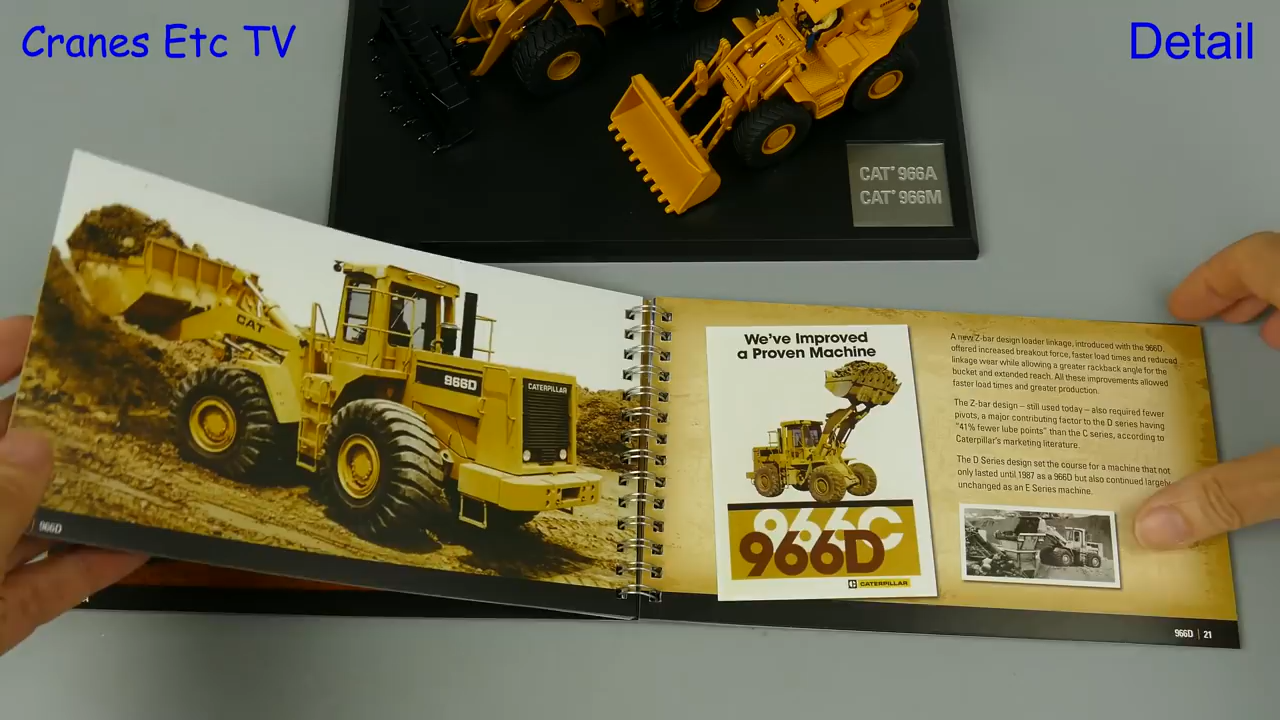 Cranes Etc TV
Detail
CAT® 966A
CAT® 966M
CAT
966D
CATERPILLAR
966D
We've Improved
a Proven Machine
966C
966D
CATERPILLAR
A new Z-bar design loader linkage, introduced with the 966D,
offered increased breakout force, faster load times and reduced
linkage wear while allowing a greater rackback angle for the
bucket and extended reach. All these improvements allowed
faster load times and greater production.
The Z-bar design – still used today – also required fewer
pivots, a major contributing factor to the D series having
"41% fewer lube points" than the C series, according to
Caterpillar's marketing literature.
The D Series design set the course for a machine that not
only lasted until 1987 as a 966D but also continued largely
unchanged as an E Series machine.
966D | 21